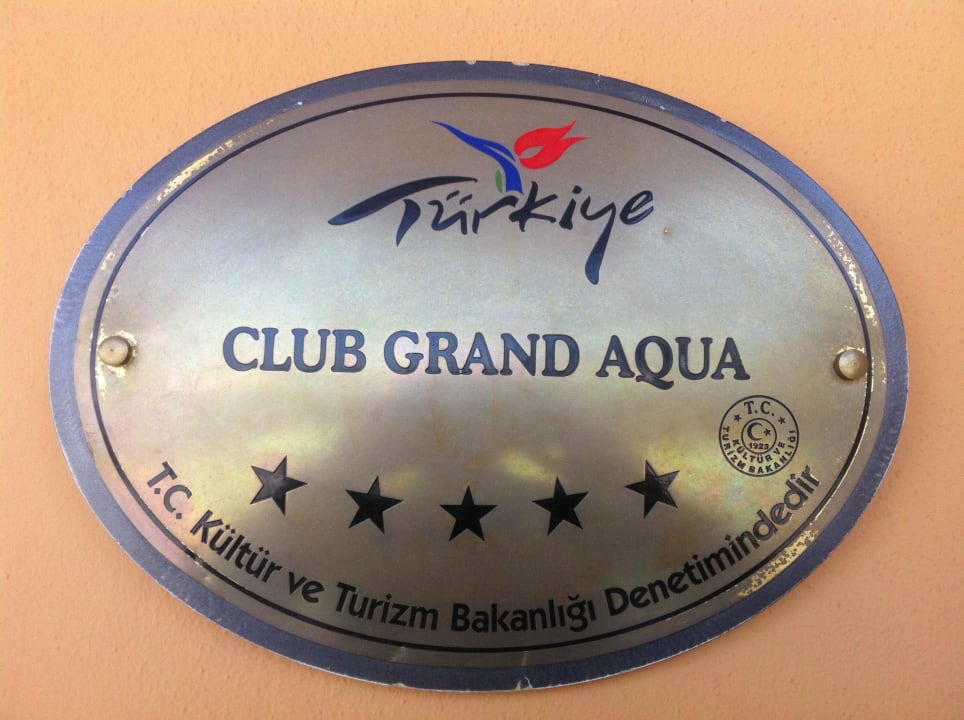 Türkiye
CLUB GRAND AQUA
T.C.
1923
KÜLTÜR VE
TURİZM BAKANLIĞI
T.C. Kültür ve Turizm Bakanlığı Denetimindedir